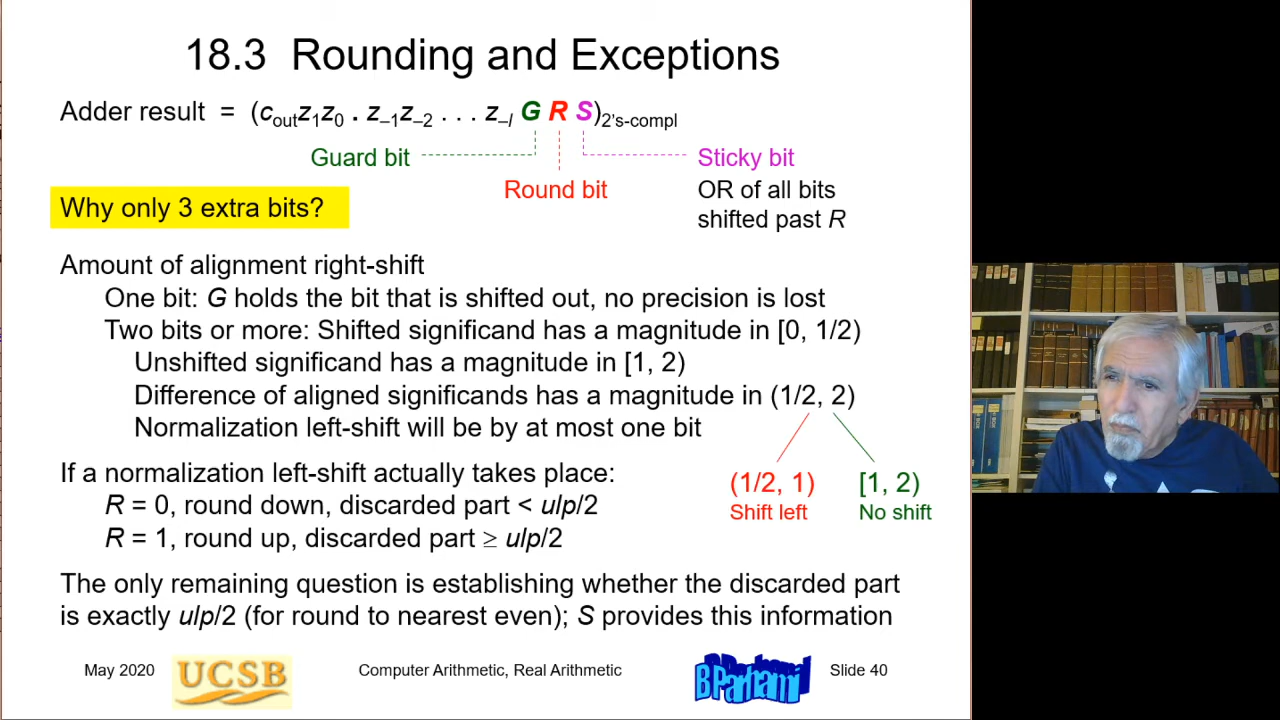 18.3 Rounding and Exceptions
Adder result = (c_out z_1 z_0 . z_–1 z_–2 . . . z_–l G R S)_2's-compl
Guard bit
Sticky bit
Round bit
OR of all bits
shifted past R
Why only 3 extra bits?
Amount of alignment right-shift
One bit: G holds the bit that is shifted out, no precision is lost
Two bits or more: Shifted significand has a magnitude in [0, 1/2)
Unshifted significand has a magnitude in [1, 2)
Difference of aligned significands has a magnitude in (1/2, 2)
Normalization left-shift will be by at most one bit
If a normalization left-shift actually takes place:
R = 0, round down, discarded part < ulp/2
R = 1, round up, discarded part ≥ ulp/2
(1/2, 1)
Shift left
[1, 2)
No shift
The only remaining question is establishing whether the discarded part
is exactly ulp/2 (for round to nearest even); S provides this information
May 2020
UCSB
Computer Arithmetic, Real Arithmetic
B Parhami
Slide 40